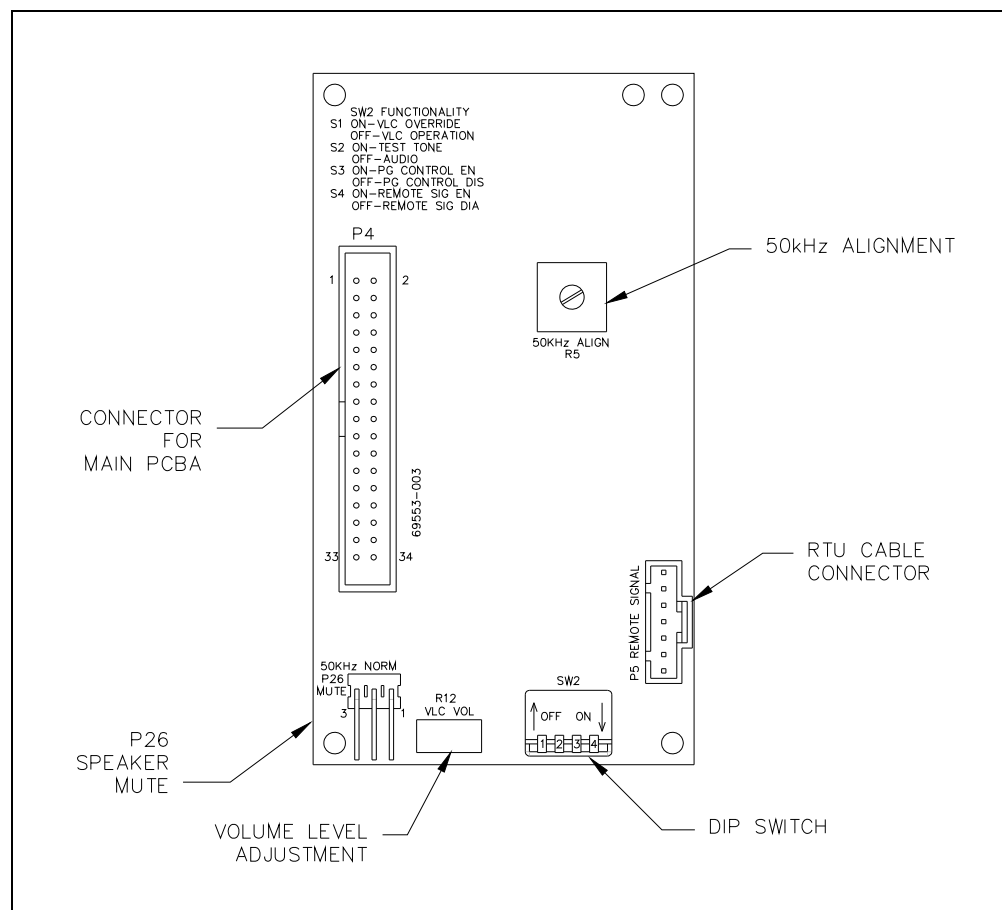 SW2 FUNCTIONALITY
S1 ON-VLC OVERRIDE
OFF-VLC OPERATION
S2 ON-TEST TONE
OFF-AUDIO
S3 ON-PG CONTROL EN
OFF-PG CONTROL DIS
S4 ON-REMOTE SIG EN
OFF-REMOTE SIG DIA
P4
1 2
33 34
69553-003
50kHz ALIGNMENT
50KHz ALIGN
R5
CONNECTOR
FOR
MAIN PCBA
RTU CABLE
CONNECTOR
P5 REMOTE SIGNAL
50KHz NORM
P26
MUTE
3 1
R12
VLC VOL
SW2
OFF ON
1 2 3 4
P26
SPEAKER
MUTE
VOLUME LEVEL
ADJUSTMENT
DIP SWITCH